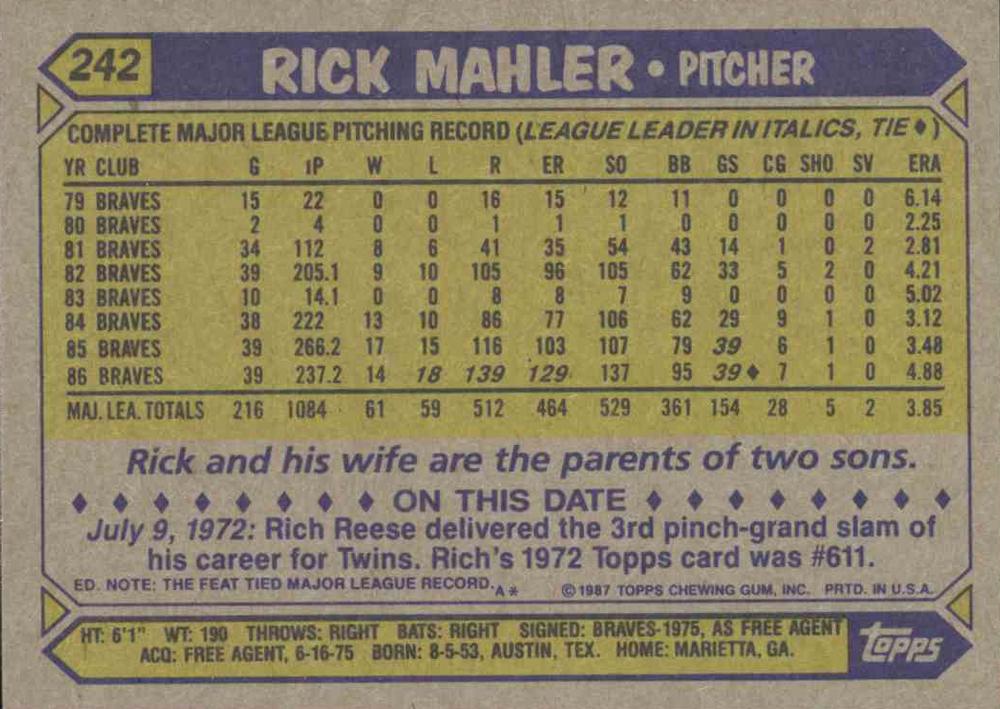 242 RICK MAHLER • PITCHER
COMPLETE MAJOR LEAGUE PITCHING RECORD (LEAGUE LEADER IN ITALICS, TIE ♦)
YR CLUB G IP W L R ER SO BB GS CG SHO SV ERA
79 BRAVES 15 22 0 0 16 15 12 11 0 0 0 0 6.14
80 BRAVES 2 4 0 0 1 1 1 0 0 0 0 0 2.25
81 BRAVES 34 112 8 6 41 35 54 43 14 1 0 2 2.81
82 BRAVES 39 205.1 9 10 105 96 105 62 33 5 2 0 4.21
83 BRAVES 10 14.1 0 0 8 8 7 9 0 0 0 0 5.02
84 BRAVES 38 222 13 10 86 77 106 62 29 9 1 0 3.12
85 BRAVES 39 266.2 17 15 116 103 107 79 39 6 1 0 3.48
86 BRAVES 39 237.2 14 18 139 129 137 95 39♦ 7 1 0 4.88
MAJ. LEA. TOTALS 216 1084 61 59 512 464 529 361 154 28 5 2 3.85
Rick and his wife are the parents of two sons.
♦ ♦ ♦ ♦ ♦ ♦ ♦ ♦ ON THIS DATE ♦ ♦ ♦ ♦ ♦ ♦ ♦ ♦
July 9, 1972: Rich Reese delivered the 3rd pinch-grand slam of
his career for Twins. Rich's 1972 Topps card was #611.
ED. NOTE: THE FEAT TIED MAJOR LEAGUE RECORD. A* ©1987 TOPPS CHEWING GUM, INC. PRTD. IN U.S.A.
HT: 6'1" WT: 190 THROWS: RIGHT BATS: RIGHT SIGNED: BRAVES-1975, AS FREE AGENT
ACQ: FREE AGENT, 6-16-75 BORN: 8-5-53, AUSTIN, TEX. HOME: MARIETTA, GA.
topps